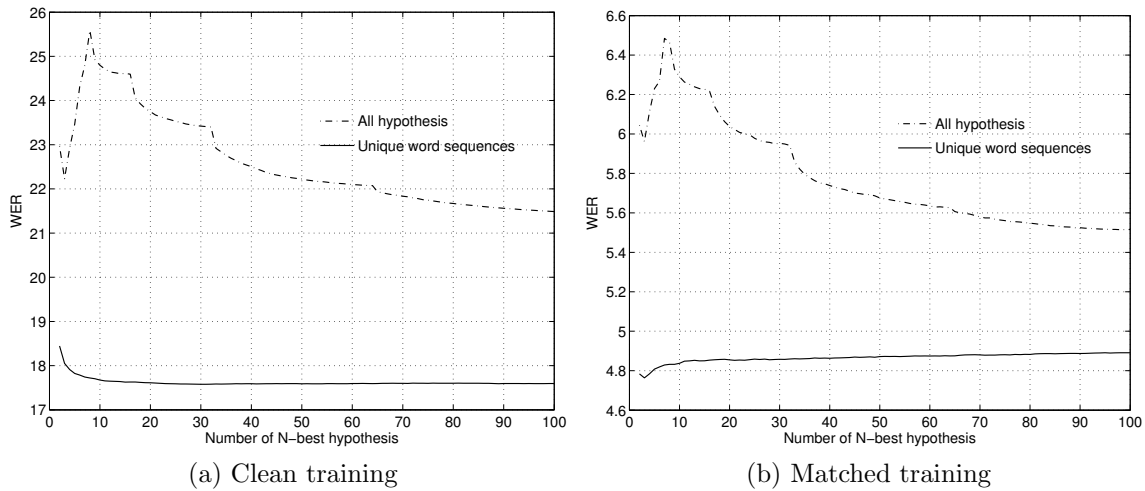 26
25
24
23
22
21
20
19
18
17
WER
0 10 20 30 40 50 60 70 80 90 100
Number of N−best hypothesis
All hypothesis
Unique word sequences
(a) Clean training
6.6
6.4
6.2
6
5.8
5.6
5.4
5.2
5
4.8
4.6
WER
0 10 20 30 40 50 60 70 80 90 100
Number of N−best hypothesis
All hypothesis
Unique word sequences
(b) Matched training